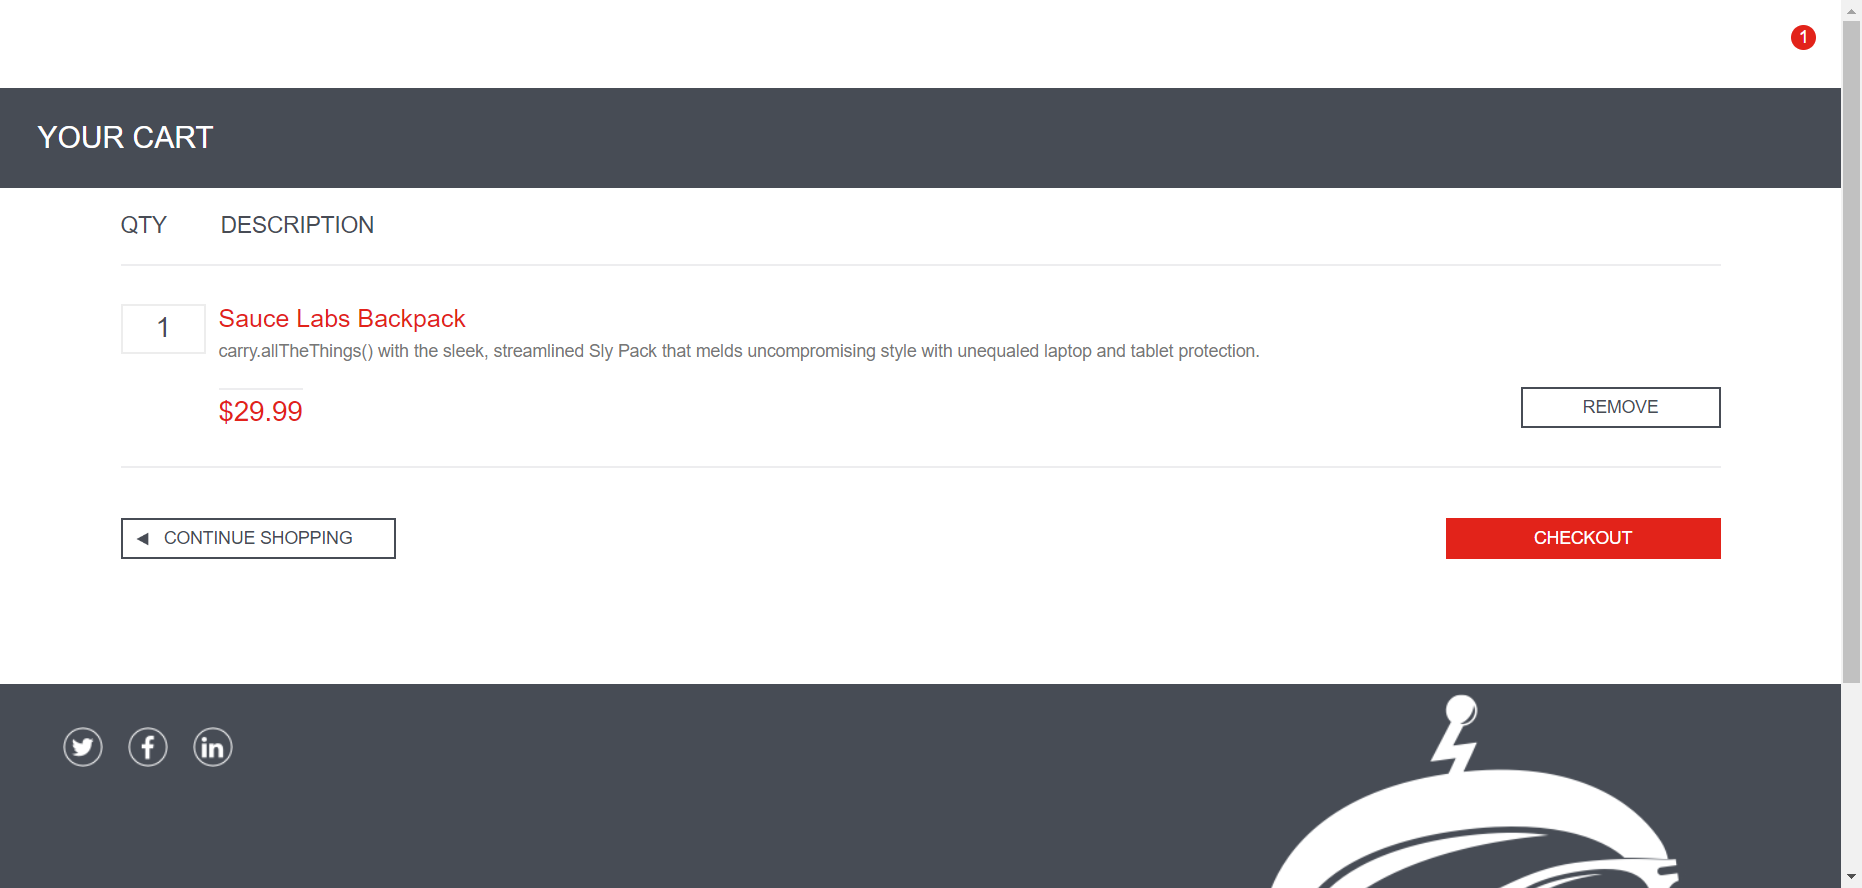 1
YOUR CART
QTY DESCRIPTION
1
Sauce Labs Backpack
carry.allTheThings() with the sleek, streamlined Sly Pack that melds uncompromising style with unequaled laptop and tablet protection.
$29.99
REMOVE
CONTINUE SHOPPING
CHECKOUT
f
in